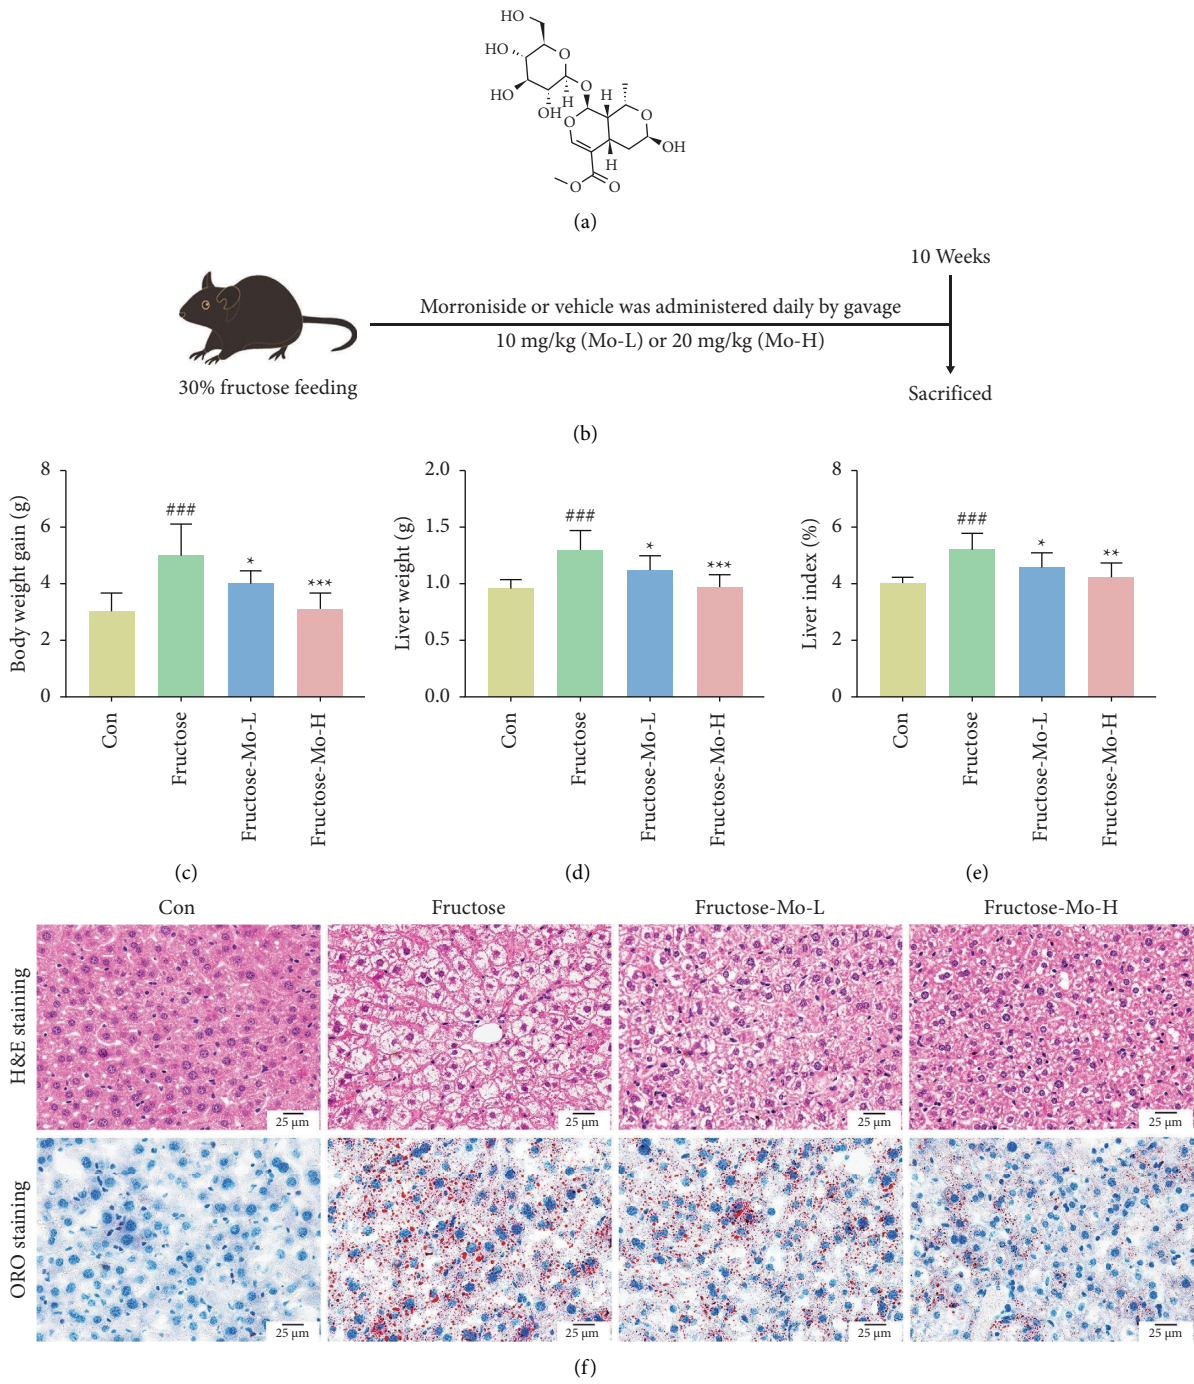 HO
HO
O
HO
OH
H
O
H
O
O
OH
H
O
O
(a)
10 Weeks
Morroniside or vehicle was administered daily by gavage
10 mg/kg (Mo-L) or 20 mg/kg (Mo-H)
30% fructose feeding
Sacrificed
(b)
Body weight gain (g)
8
6
4
2
0
###
*
***
Con
Fructose
Fructose-Mo-L
Fructose-Mo-H
(c)
Liver weight (g)
2.0
1.5
1.0
0.5
0.0
###
*
***
Con
Fructose
Fructose-Mo-L
Fructose-Mo-H
(d)
Liver index (%)
8
6
4
2
0
###
*
**
Con
Fructose
Fructose-Mo-L
Fructose-Mo-H
(e)
Con
Fructose
Fructose-Mo-L
Fructose-Mo-H
H&E staining
25 μm
25 μm
25 μm
25 μm
ORO staining
25 μm
25 μm
25 μm
25 μm
(f)